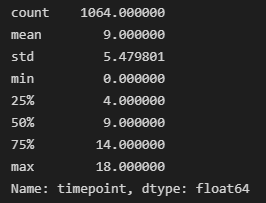 count    1064.000000
mean        9.000000
std         5.479801
min         0.000000
25%         4.000000
50%         9.000000
75%        14.000000
max        18.000000
Name: timepoint, dtype: float64